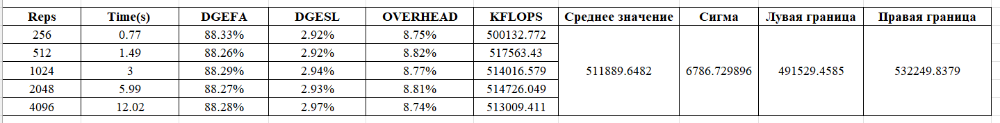 Reps Time(s) DGEFA DGESL OVERHEAD KFLOPS Среднее значение Сигма Лувая граница Правая граница
256 0.77 88.33% 2.92% 8.75% 500132.772
512 1.49 88.26% 2.92% 8.82% 517563.43
1024 3 88.29% 2.94% 8.77% 514016.579 511889.6482 6786.729896 491529.4585 532249.8379
2048 5.99 88.27% 2.93% 8.81% 514726.049
4096 12.02 88.28% 2.97% 8.74% 513009.411